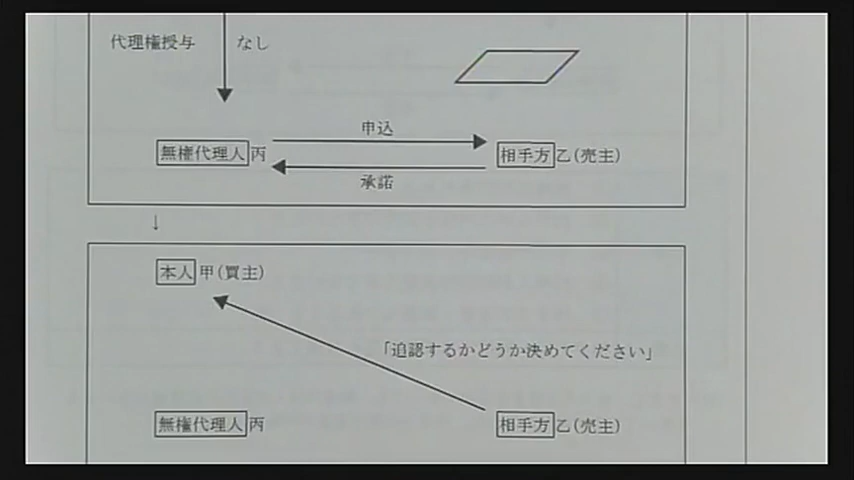 代理権授与 なし
申込
無権代理人 丙 相手方 乙(売主)
承諾
↓
本人 甲(買主)
「追認するかどうか決めてください」
無権代理人 丙 相手方 乙(売主)